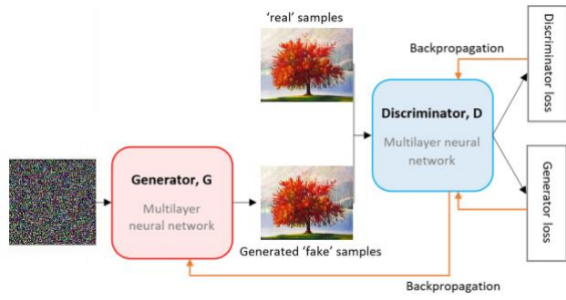 'real' samples
Backpropagation
Discriminator loss
Discriminator, D
Multilayer neural
network
Generator, G
Multilayer
neural network
Generated 'fake' samples
Generator loss
Backpropagation